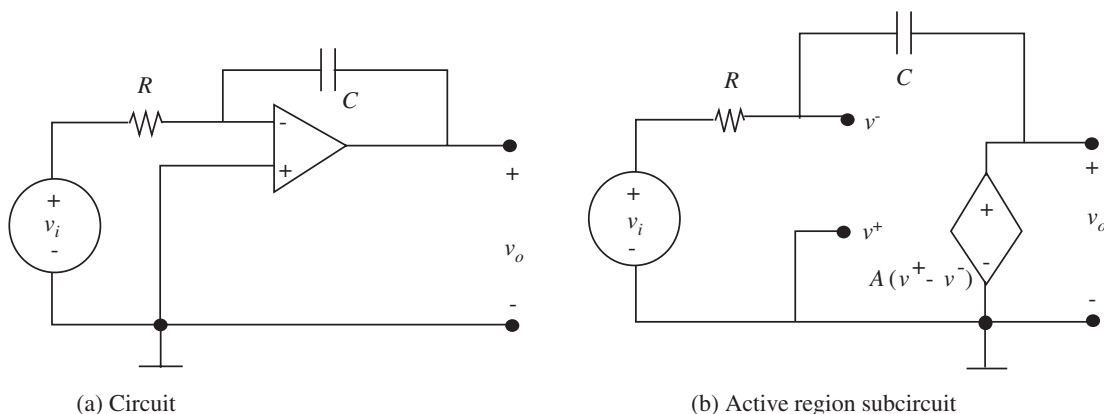 R
C
-
+
+
v_i
-
+
v_o
-
(a) Circuit
C
R
v^-
+
v_i
-
v^+
+
-
A (v^+ - v^-)
+
v_o
-
(b) Active region subcircuit